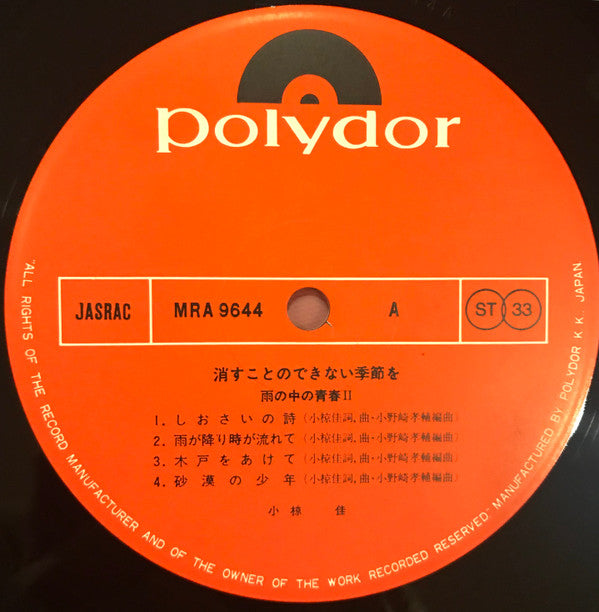 polydor
JASRAC MRA 9644 A ST 33
消すことのできない季節を
雨の中の青春II
1. しおさいの詩 (小椋佳詞,曲・小野崎孝輔編曲)
2. 雨が降り時が流れて (小椋佳詞,曲・小野崎孝輔編曲)
3. 木戸をあけて (小椋佳詞,曲・小野崎孝輔編曲)
4. 砂漠の少年 (小椋佳詞,曲・小野崎孝輔編曲)
小椋佳
"ALL RIGHTS OF THE RECORD MANUFACTURER AND OF THE OWNER OF THE WORK RECORDED RESERVED" MANUFACTURED BY POLYDOR K.K. JAPAN